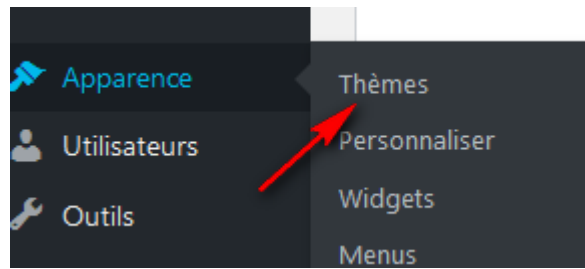 Apparence
Utilisateurs
Outils
Thèmes
Personnaliser
Widgets
Menus